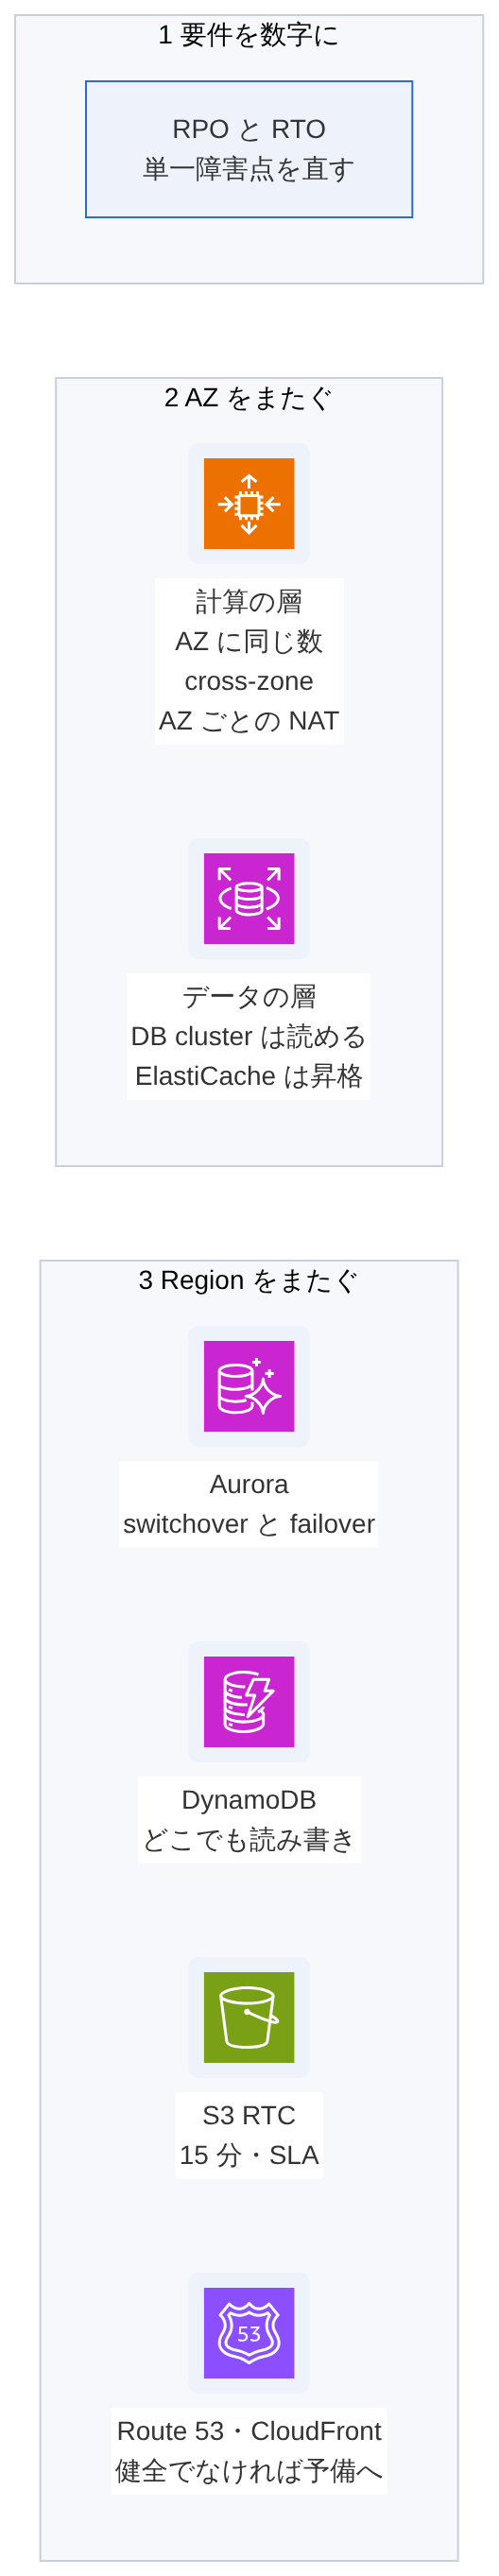 1 要件を数字に
RPO と RTO
単一障害点を直す
2 AZ をまたぐ
計算の層
AZ に同じ数
cross-zone
AZ ごとの NAT
データの層
DB cluster は読める
ElastiCache は昇格
3 Region をまたぐ
Aurora
switchover と failover
DynamoDB
どこでも読み書き
S3 RTC
15 分・SLA
53
Route 53・CloudFront
健全でなければ予備へ